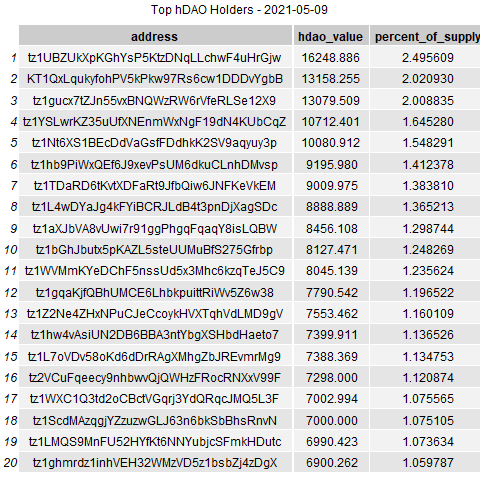 Top hDAO Holders - 2021-05-09
address hdao_value percent_of_supply
1 tz1UBZUkXpKGhYsP5KtzDNqLLchwF4uHrGjw 16248.886 2.495609
2 KT1QxLqukyfohPV5kPkw97Rs6cw1DDDvYgbB 13158.255 2.020930
3 tz1gucx7tZJn55vxBNQWzRW6rVfeRLSe12X9 13079.509 2.008835
4 tz1YSLwrKZ35uUfXNEnmWxNgF19dN4KUbCqZ 10712.401 1.645280
5 tz1Nt6XS1BEcDdVaGsfFDdhkK2SV9aqyuy3p 10080.912 1.548291
6 tz1hb9PiWxQEf6J9xevPsUM6dkuCLnhDMvsp 9195.980 1.412378
7 tz1TDaRD6tKvtXDFaRt9JfbQiw6JNFKeVkEM 9009.975 1.383810
8 tz1L4wDYaJg4kFYiBCRJLdB4t3pnDjXagSDc 8888.889 1.365213
9 tz1aXJbVA8vUwi7r91ggPhgqFqaqY8isLQBW 8456.108 1.298744
10 tz1bGhJbutx5pKAZL5steUUMuBfS275Gfrbp 8127.471 1.248269
11 tz1WVMmKYeDChF5nssUd5x3Mhc6kzqTeJ5C9 8045.139 1.235624
12 tz1gqaKjfQBhUMCE6LhbkpuittRiWv5Z6w38 7790.542 1.196522
13 tz1Z2Ne4ZHxNPuCJeCcoykHVXTqhVdLMD9gV 7553.462 1.160109
14 tz1hw4vAsiUN2DB6BBA3ntYbgXSHbdHaeto7 7399.911 1.136526
15 tz1L7oVDv58oKd6dDrRAgXMhgZbJREvmrMg9 7388.369 1.134753
16 tz2VCuFqeecy9nhbwvQjQWHzFRocRNXxV99F 7298.000 1.120874
17 tz1WXC1Q3td2oCBctVGqrj3YdQRqcJMQ5L3F 7002.994 1.075565
18 tz1ScdMAzqgjYZzuzwGLJ63n6bkSbBhsRnvN 7000.000 1.075105
19 tz1LMQS9MnFU52HYfKt6NNYubjcSFmkHDutc 6990.423 1.073634
20 tz1ghmrdz1inhVEH32WMzVD5z1bsbZj4zDgX 6900.262 1.059787